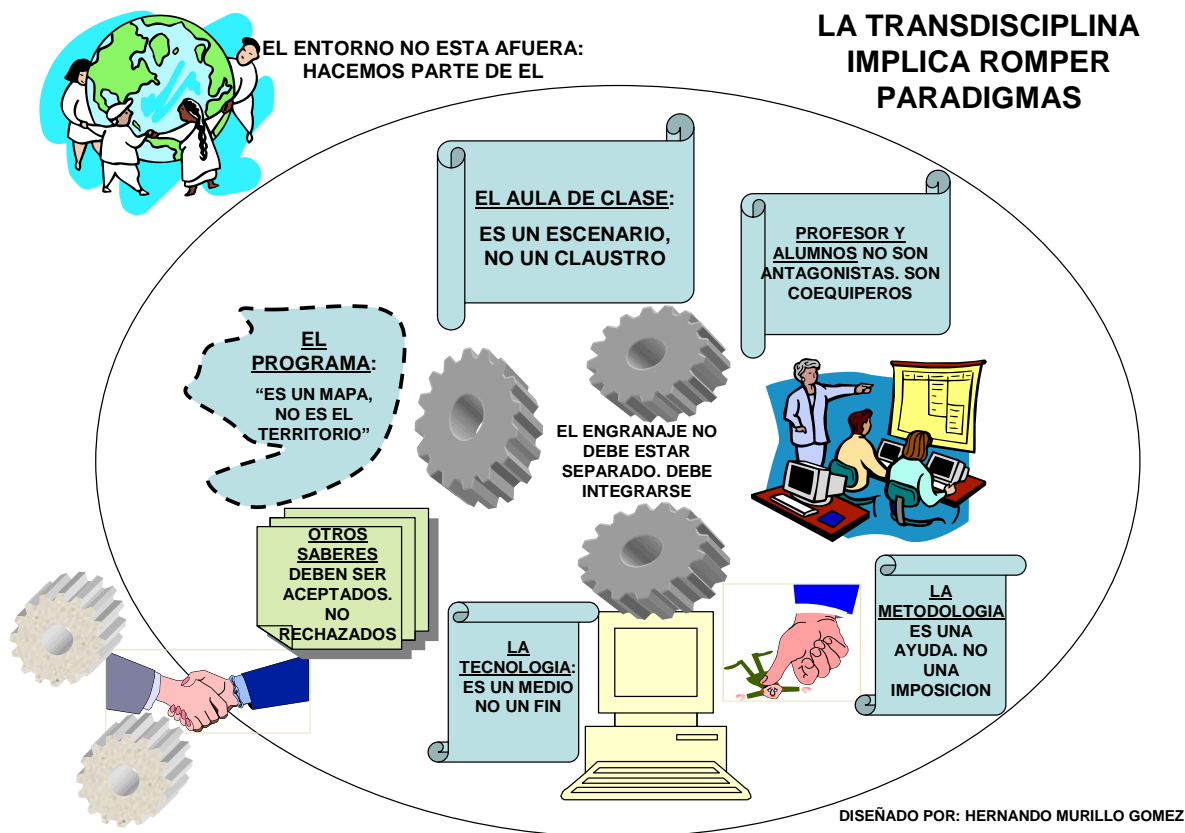 LA TRANSDISCIPLINA
IMPLICA ROMPER
PARADIGMAS
EL ENTORNO NO ESTA AFUERA:
HACEMOS PARTE DE EL
EL AULA DE CLASE:
ES UN ESCENARIO,
NO UN CLAUSTRO
PROFESOR Y
ALUMNOS NO SON
ANTAGONISTAS. SON
COEQUIPEROS
EL
PROGRAMA:
“ES UN MAPA,
NO ES EL
TERRITORIO”
EL ENGRANAJE NO
DEBE ESTAR
SEPARADO. DEBE
INTEGRARSE
OTROS
SABERES
DEBEN SER
ACEPTADOS.
NO
RECHAZADOS
LA
TECNOLOGIA:
ES UN MEDIO
NO UN FIN
LA
METODOLOGIA
ES UNA
AYUDA. NO
UNA
IMPOSICION
DISEÑADO POR: HERNANDO MURILLO GOMEZ